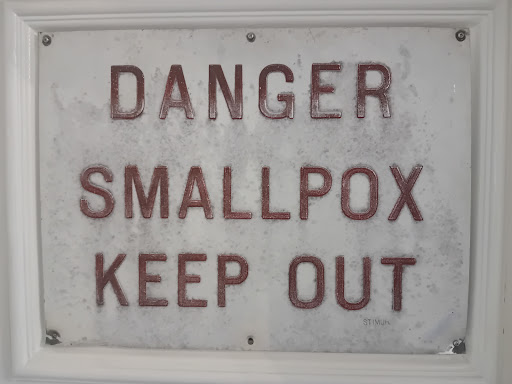 DANGER
SMALLPOX
KEEP OUT